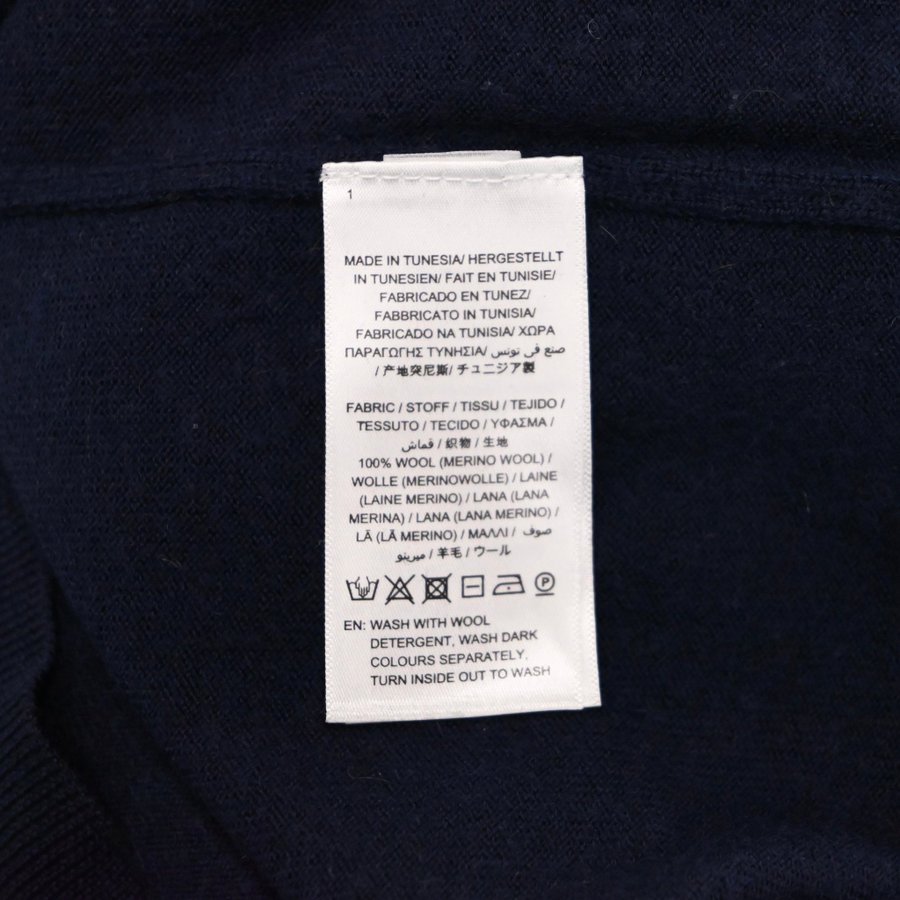 1
MADE IN TUNESIA/ HERGESTELLT
IN TUNESIEN/ FAIT EN TUNISIE/
FABRICADO EN TUNEZ/
FABBRICATO IN TUNISIA/
FABRICADO NA TUNISIA/ ΧΩΡΑ
ΠΑΡΑΓΩΓΗΣ ΤΥΝΗΣΙΑ/ صنع في تونس
/ 产地突尼斯/ チュニジア製
FABRIC / STOFF / TISSU / TEJIDO /
TESSUTO / TECIDO / ΥΦΑΣΜΑ /
قماش / 织物 / 生地
100% WOOL (MERINO WOOL) /
WOLLE (MERINOWOLLE) / LAINE
(LAINE MERINO) / LANA (LANA
MERINA) / LANA (LANA MERINO) /
LÃ (LÃ MERINO) / ΜΑΛΛΙ / صوف
ميرينو / 羊毛 / ウール
P
EN: WASH WITH WOOL
DETERGENT, WASH DARK
COLOURS SEPARATELY,
TURN INSIDE OUT TO WASH